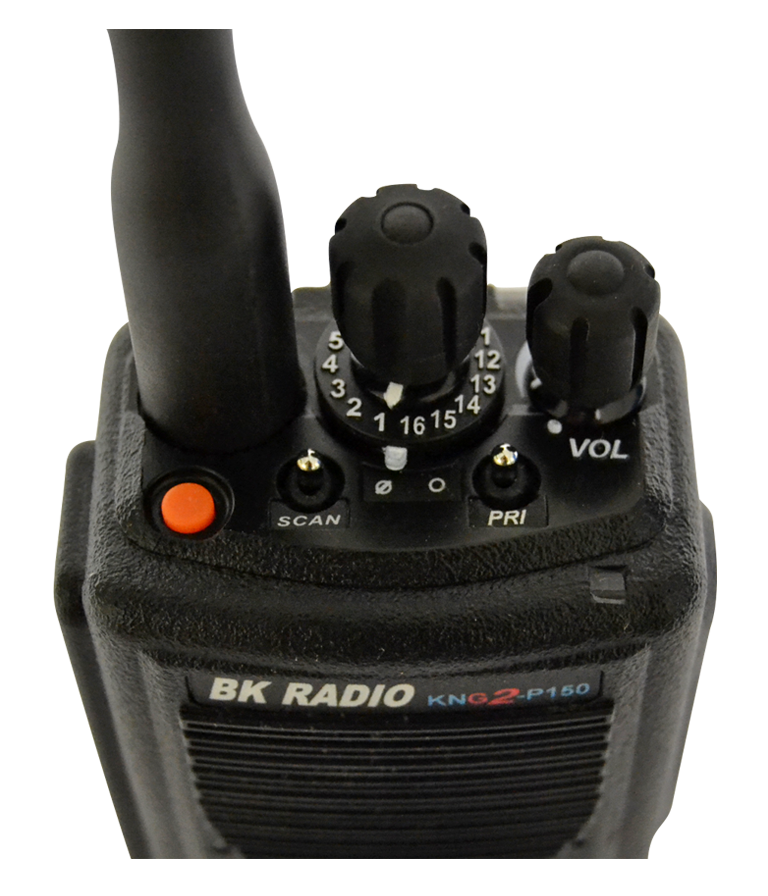 5 4 3 2 1 16 15 14 13 12 1
VOL
Ø O
SCAN PRI
BK RADIO KNG2-P150